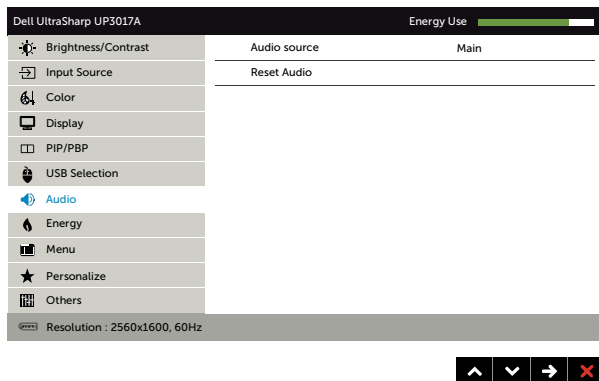 Dell UltraSharp UP3017A Energy Use
Brightness/Contrast Audio source Main
Input Source Reset Audio
Color
Display
PIP/PBP
USB Selection
Audio
Energy
Menu
Personalize
Others
Resolution : 2560x1600, 60Hz